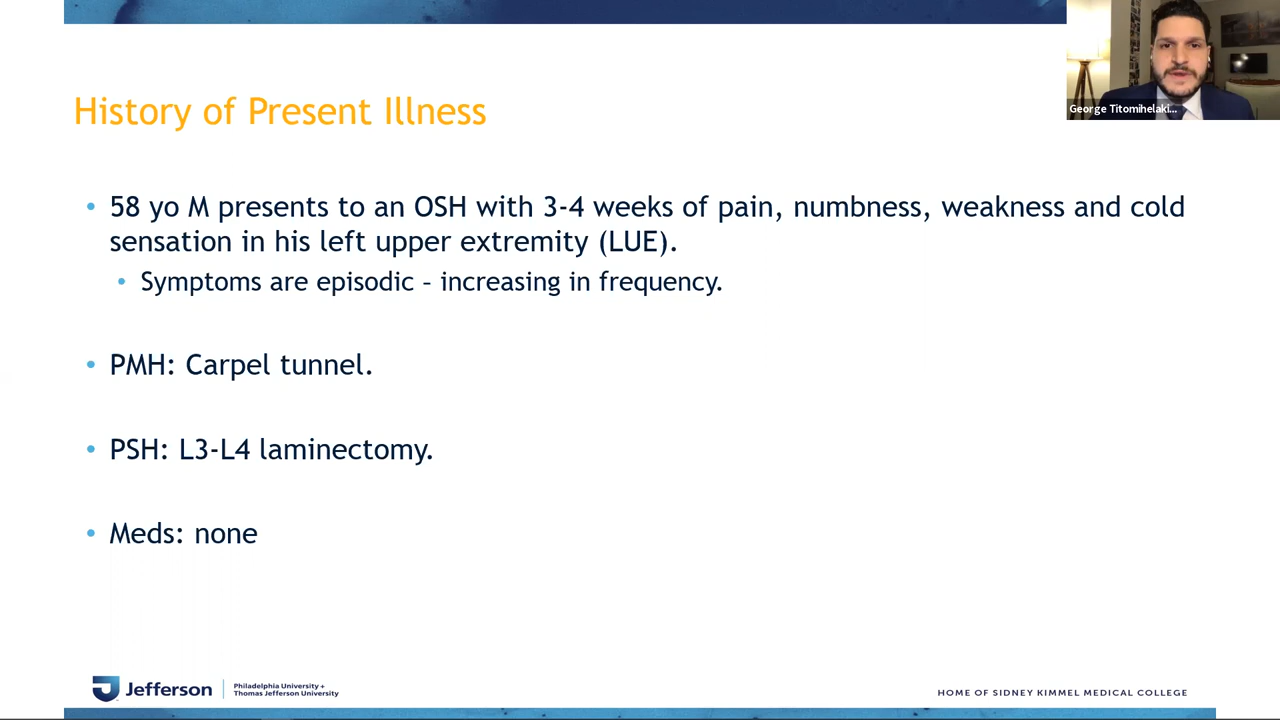 George Titomihelaki...
History of Present Illness
• 58 yo M presents to an OSH with 3-4 weeks of pain, numbness, weakness and cold
sensation in his left upper extremity (LUE).
• Symptoms are episodic – increasing in frequency.
• PMH: Carpel tunnel.
• PSH: L3-L4 laminectomy.
• Meds: none
Jefferson
Philadelphia University +
Thomas Jefferson University
HOME OF SIDNEY KIMMEL MEDICAL COLLEGE